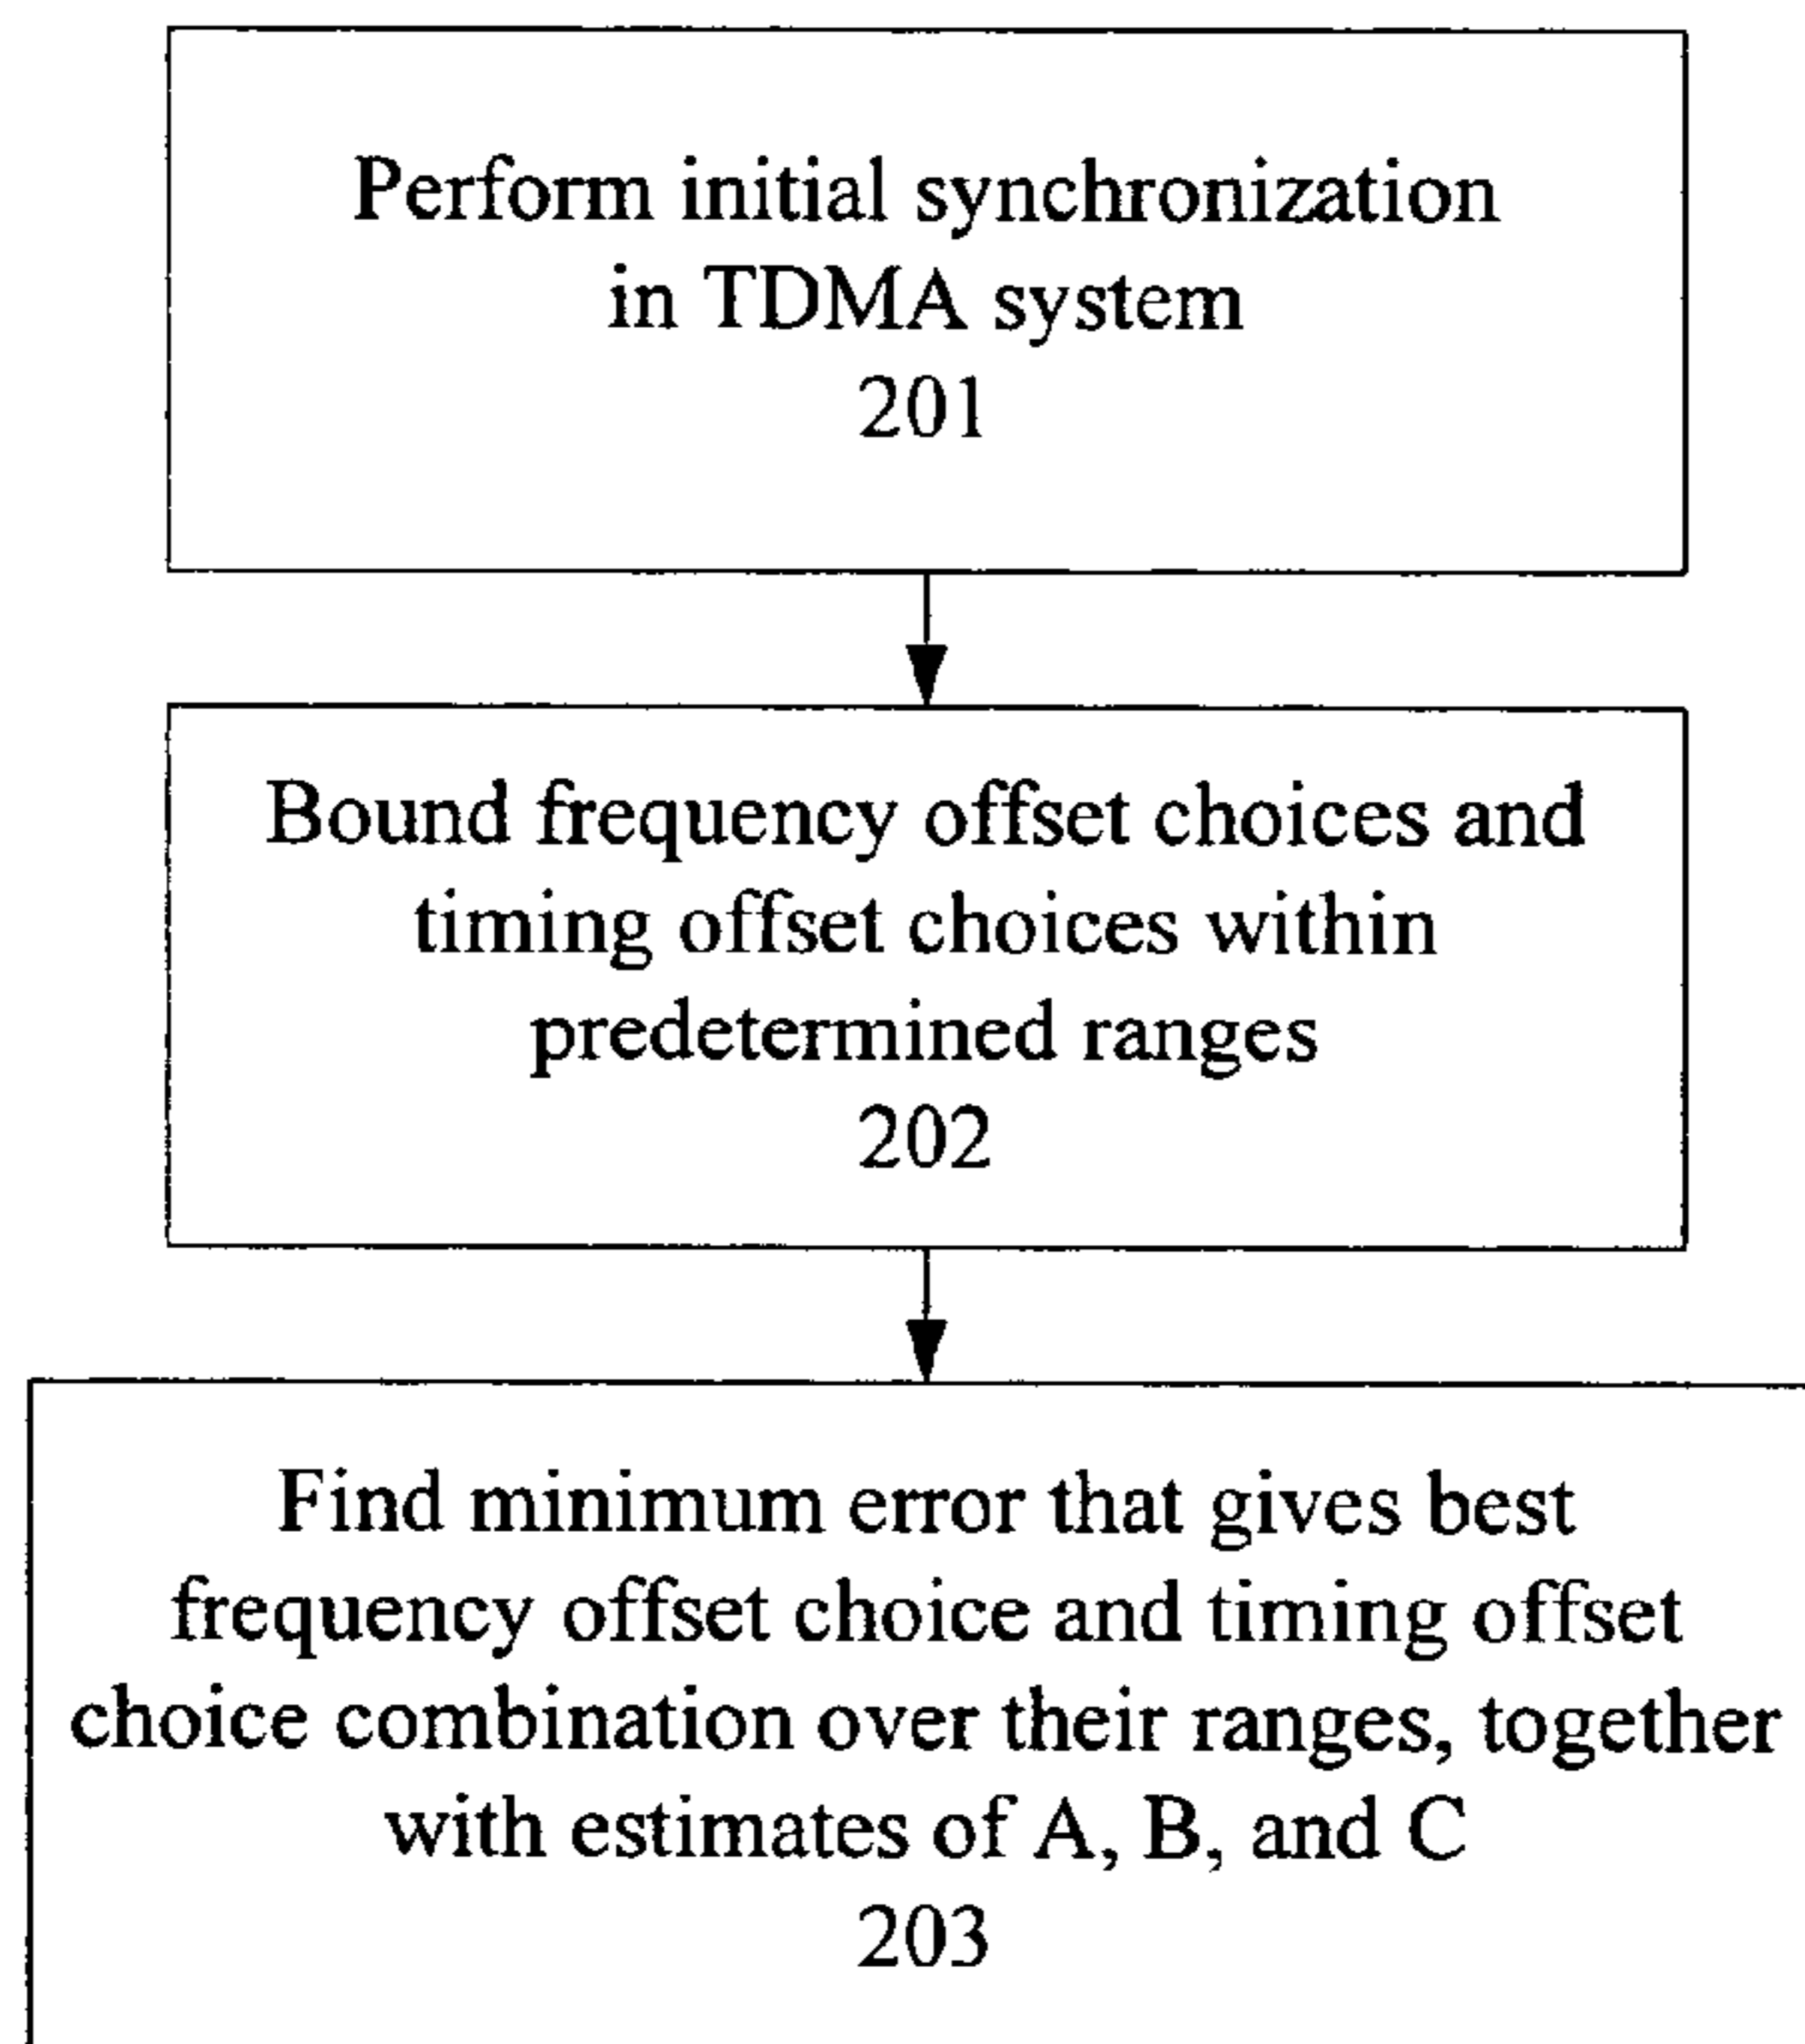 Perform initial synchronization
in TDMA system
201
Bound frequency offset choices and
timing offset choices within
predetermined ranges
202
Find minimum error that gives best
frequency offset choice and timing offset
choice combination over their ranges, together
with estimates of A, B, and C
203